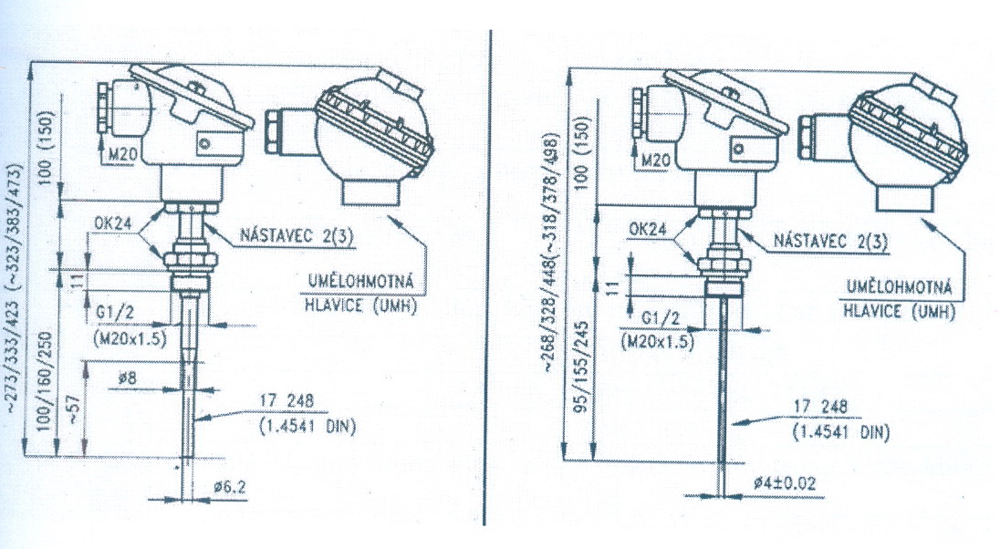 ~273/333/423 (~323/383/473)
100 (150)
M20
OK24
NÁSTAVEC 2(3)
11
UMĚLOHMOTNÁ
HLAVICE (UMH)
G1/2
(M20x1.5)
100/160/250
ø8
~57
17 248
(1.4541 DIN)
ø6.2
~268/328/448(~318/378/498)
100 (150)
M20
OK24
NÁSTAVEC 2(3)
11
UMĚLOHMOTNÁ
HLAVICE (UMH)
G1/2
(M20x1.5)
95/155/245
17 248
(1.4541 DIN)
ø4±0.02